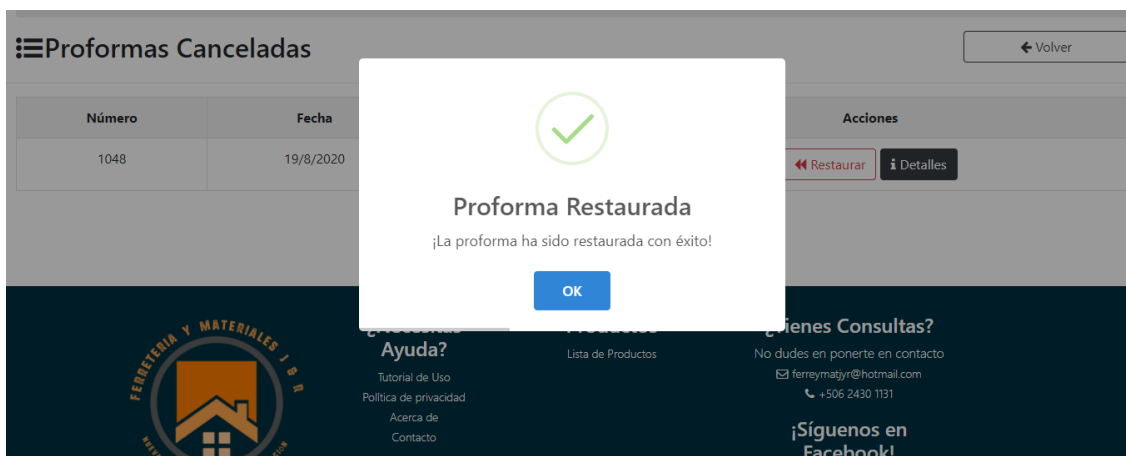 Proformas Canceladas
Volver
Número Fecha Acciones
1048 19/8/2020 Restaurar Detalles
Proforma Restaurada
¡La proforma ha sido restaurada con éxito!
OK
FERRETERIA Y MATERIALES J & R
Ayuda?
Tutorial de Uso
Política de privacidad
Acerca de
Contacto
Lista de Productos
¿Tienes Consultas?
No dudes en ponerte en contacto
ferreymatjyr@hotmail.com
+506 2430 1131
¡Síguenos en
Facebook!